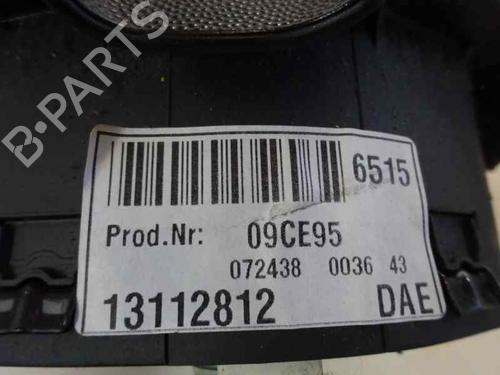 6515
Prod.Nr: 09CE95
072438 0036 43
13112812 DAE
B-PARTS